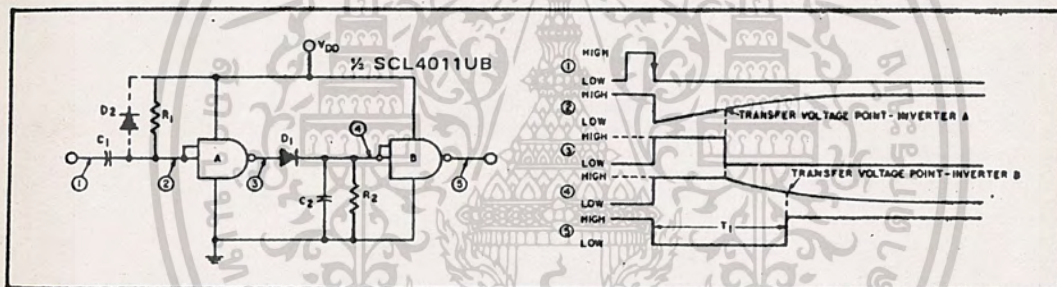 VDD
½ SCL4011UB
D2
R1
C1
A
D1
B
C2
R2
①
②
③
④
⑤
① HIGH
LOW
② HIGH
LOW
TRANSFER VOLTAGE POINT-INVERTER A
③ HIGH
LOW
④ HIGH
LOW
TRANSFER VOLTAGE POINT-INVERTER B
⑤ HIGH
LOW
T1